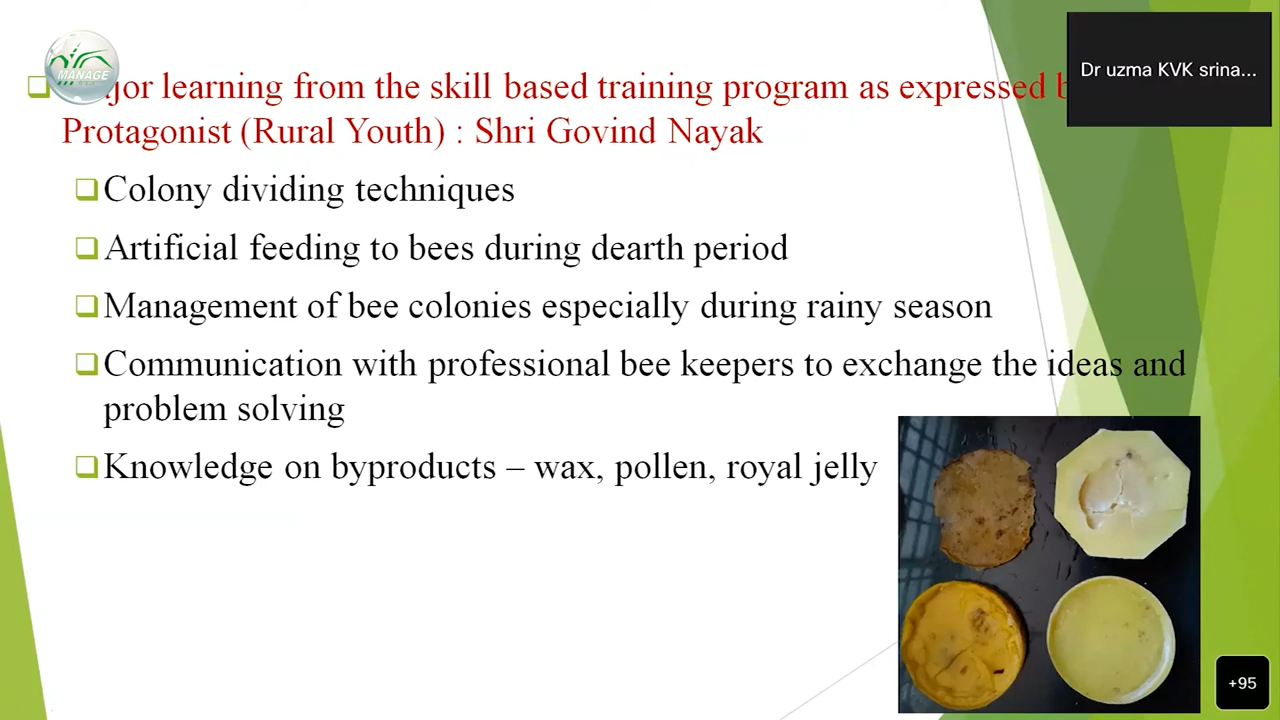 MANAGE
Dr uzma KVK srina...
jor learning from the skill based training program as expressed
Protagonist (Rural Youth) : Shri Govind Nayak
Colony dividing techniques
Artificial feeding to bees during dearth period
Management of bee colonies especially during rainy season
Communication with professional bee keepers to exchange the ideas and
problem solving
Knowledge on byproducts – wax, pollen, royal jelly
+95